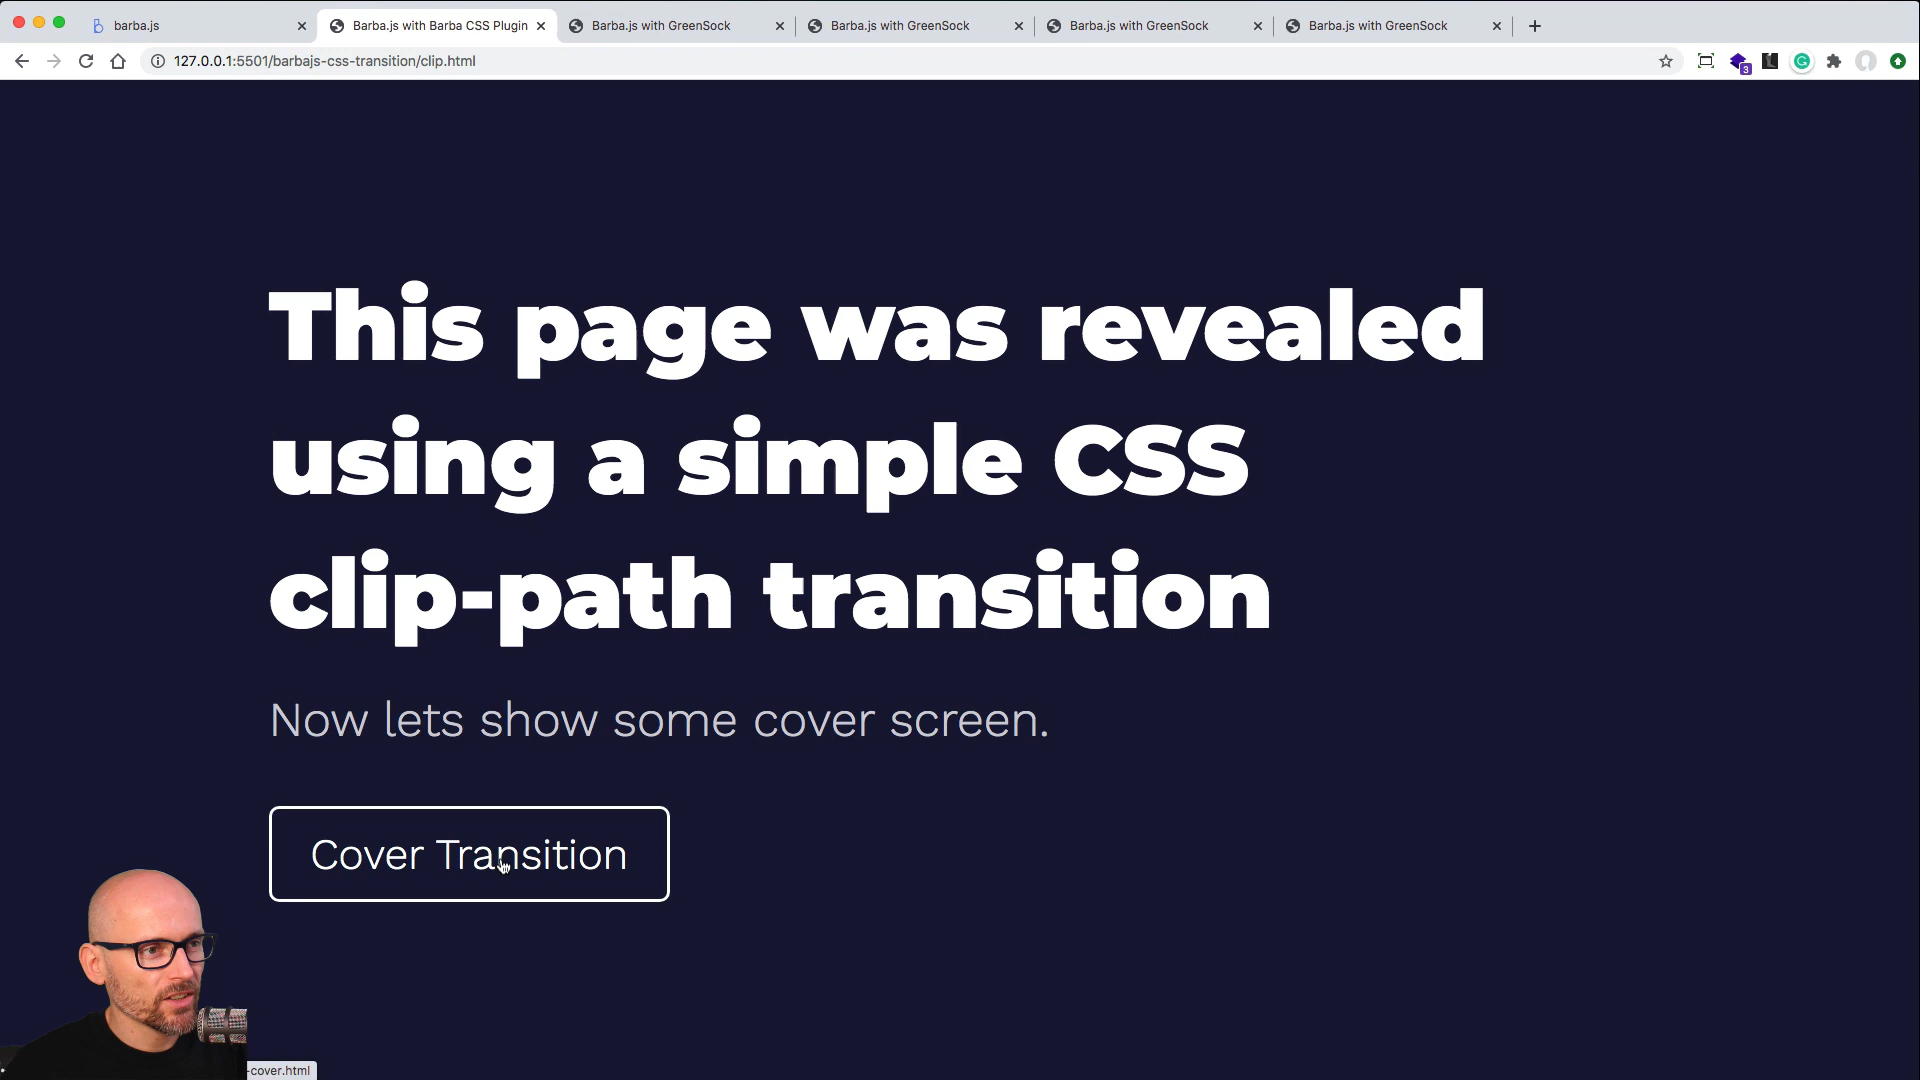 barba.js
Barba.js with Barba CSS Plugin
Barba.js with GreenSock
Barba.js with GreenSock
Barba.js with GreenSock
Barba.js with GreenSock
127.0.0.1:5501/barbajs-css-transition/clip.html
3
This page was revealed
using a simple CSS
clip-path transition
Now lets show some cover screen.
Cover Transition
-cover.html